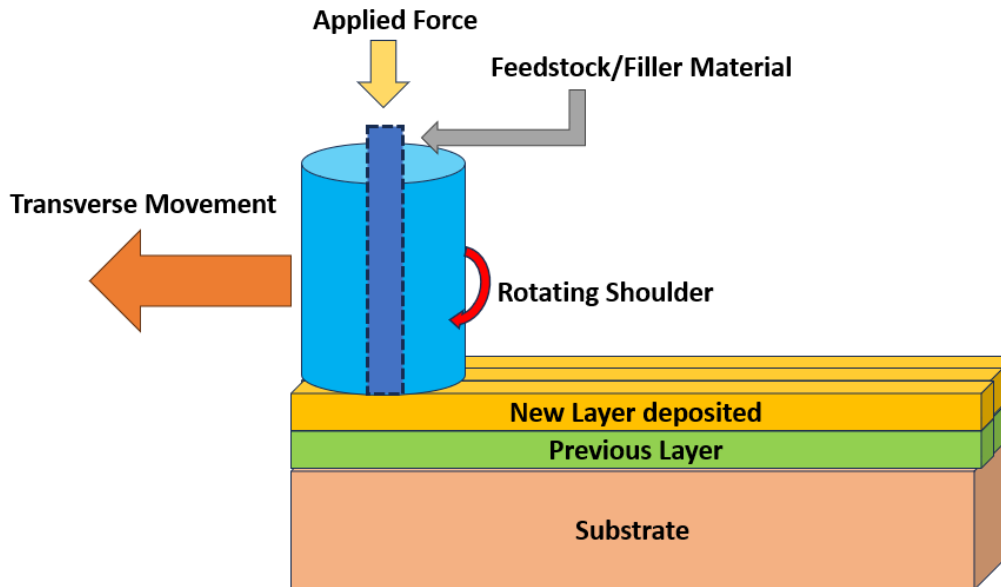 Applied Force
Feedstock/Filler Material
Transverse Movement
Rotating Shoulder
New Layer deposited
Previous Layer
Substrate